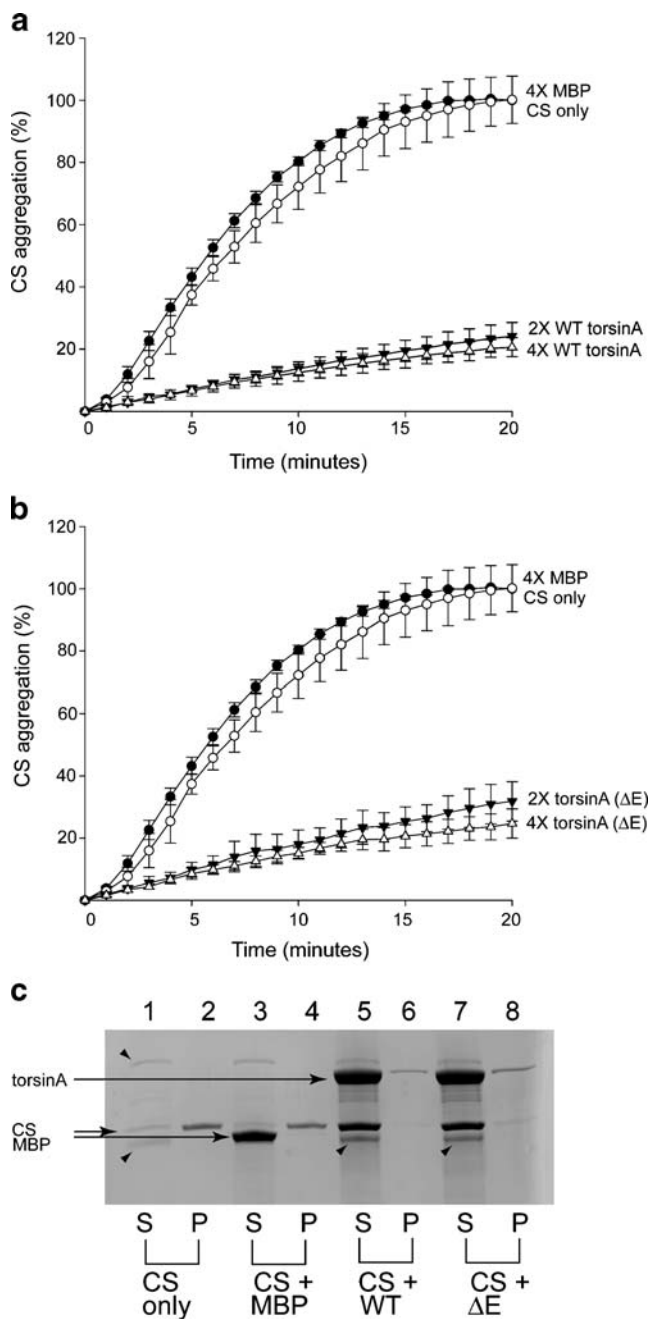 a
120
100
80
60
40
20
0
5
10
15
20
CS aggregation (%)
Time (minutes)
4X MBP
CS only
2X WT torsinA
4X WT torsinA
b
120
100
80
60
40
20
0
5
10
15
20
CS aggregation (%)
Time (minutes)
4X MBP
CS only
2X torsinA (ΔE)
4X torsinA (ΔE)
c
1 2 3 4 5 6 7 8
torsinA
CS
MBP
S P S P S P S P
CS CS + CS + CS +
only MBP WT ΔE